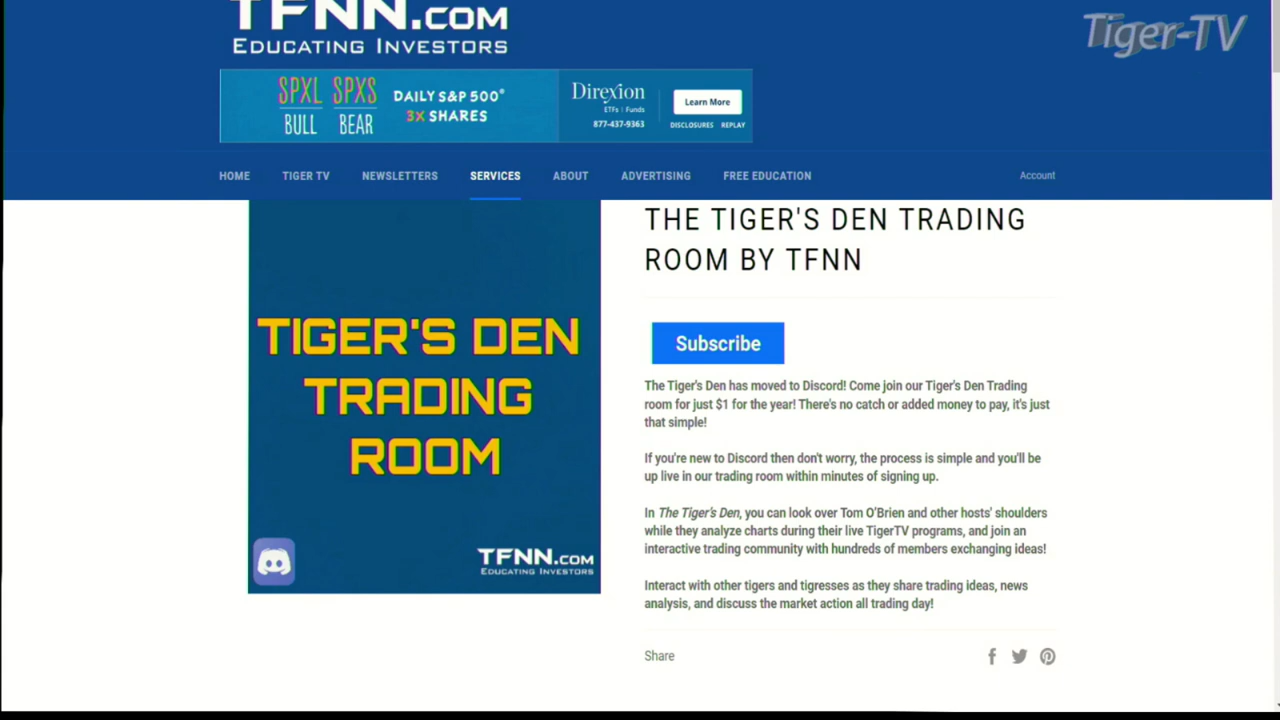 TFNN.COM
EDUCATING INVESTORS
Tiger-TV
SPXL BULL
SPXS BEAR
DAILY S&P 500®
3X SHARES
Direxion
ETFs | Funds
877-437-9363
Learn More
DISCLOSURES REPLAY
HOME TIGER TV NEWSLETTERS SERVICES ABOUT ADVERTISING FREE EDUCATION Account
TIGER'S DEN
TRADING
ROOM
TFNN.COM
EDUCATING INVESTORS
THE TIGER'S DEN TRADING
ROOM BY TFNN
Subscribe
The Tiger's Den has moved to Discord! Come join our Tiger's Den Trading
room for just $1 for the year! There's no catch or added money to pay, it's just
that simple!
If you're new to Discord then don't worry, the process is simple and you'll be
up live in our trading room within minutes of signing up.
In The Tiger's Den, you can look over Tom O'Brien and other hosts' shoulders
while they analyze charts during their live TigerTV programs, and join an
interactive trading community with hundreds of members exchanging ideas!
Interact with other tigers and tigresses as they share trading ideas, news
analysis, and discuss the market action all trading day!
Share